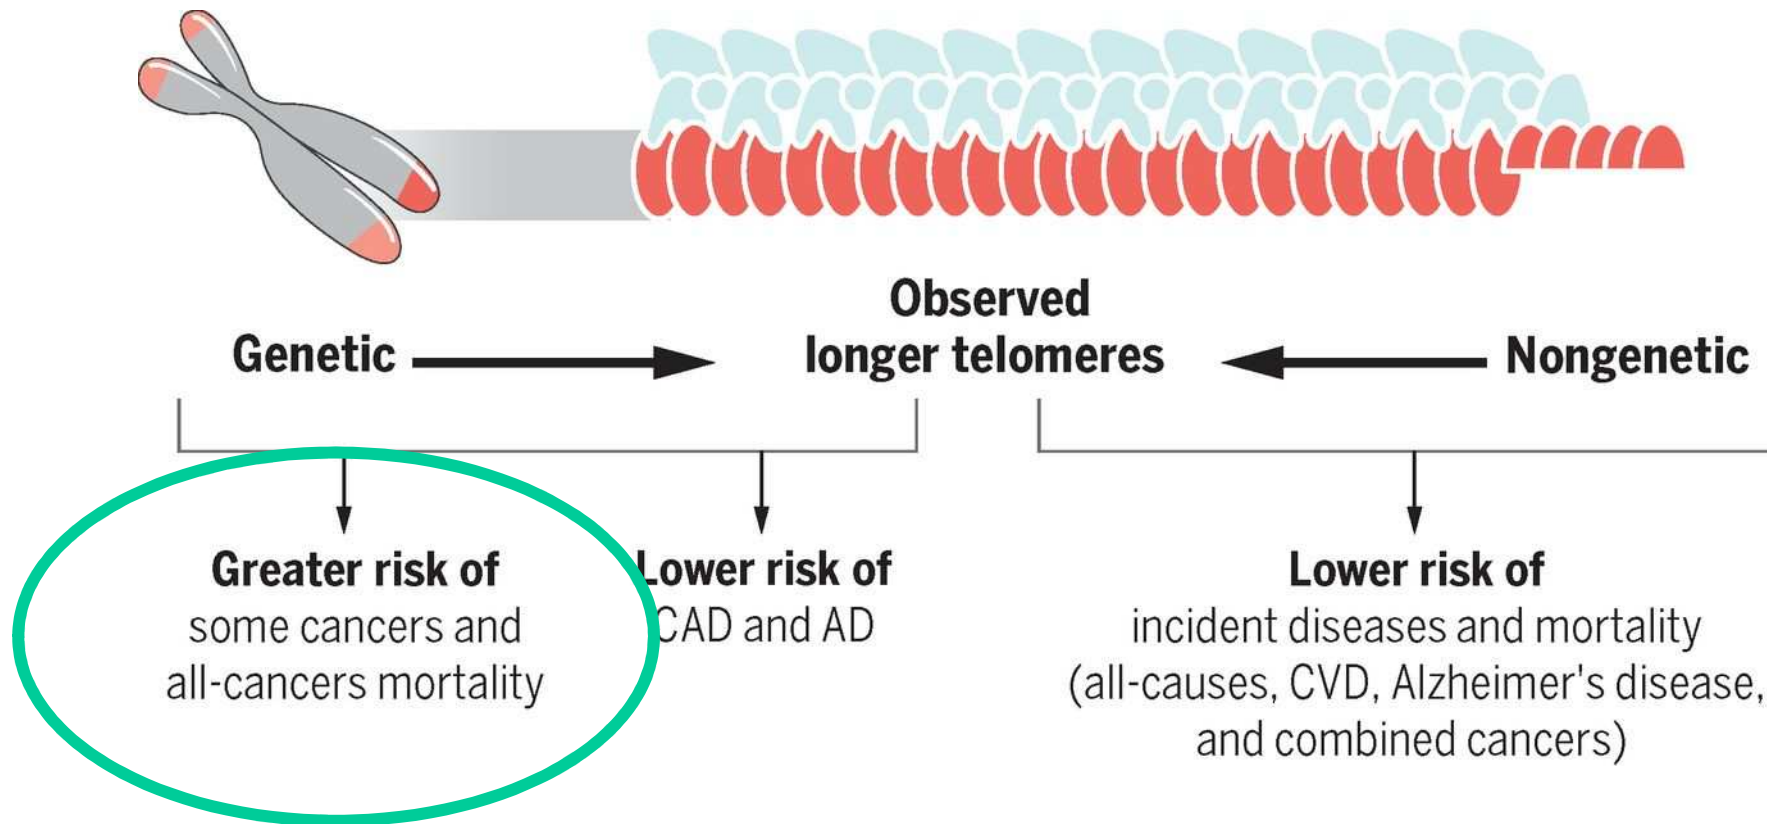 Observed
Genetic longer telomeres Nongenetic
Greater risk of
some cancers and
all-cancers mortality
Lower risk of
CAD and AD
Lower risk of
incident diseases and mortality
(all-causes, CVD, Alzheimer's disease,
and combined cancers)